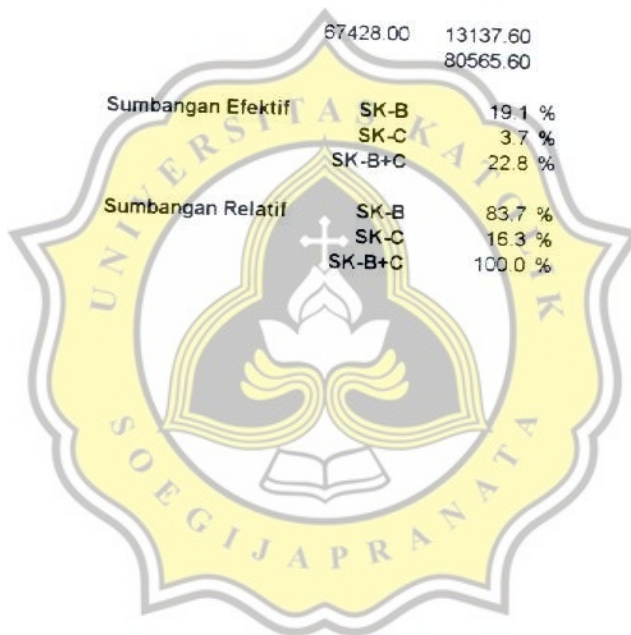 67428.00 13137.60
80565.60
Sumbangan Efektif SK-B 19.1 %
SK-C 3.7 %
SK-B+C 22.8 %
Sumbangan Relatif SK-B 83.7 %
SK-C 16.3 %
SK-B+C 100.0 %
UNIVERSITAS KATOLIK
SOEGIJAPRANATA